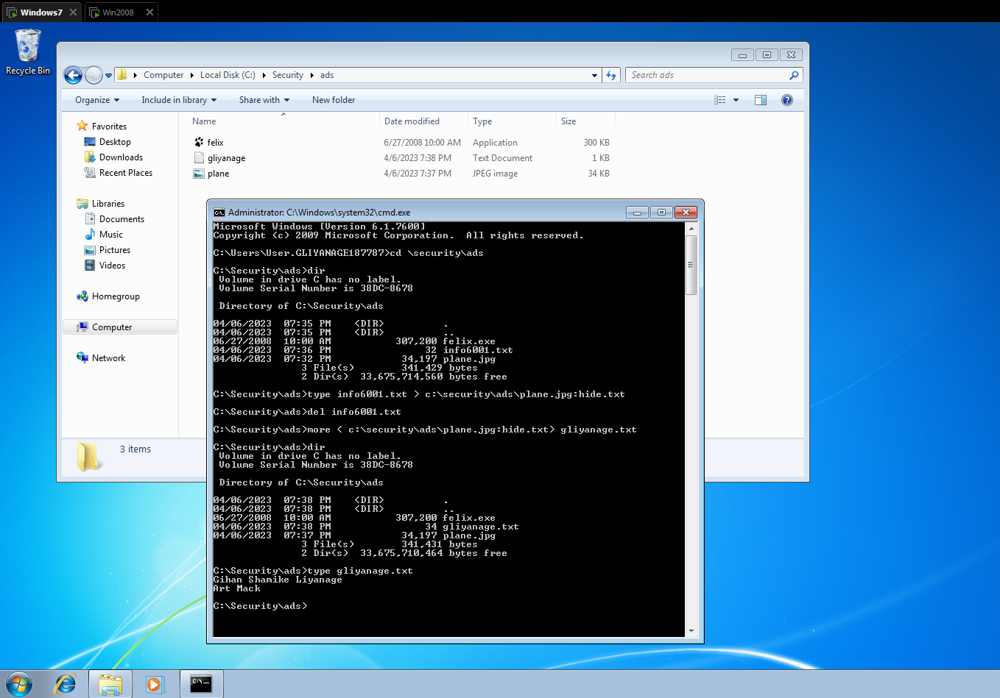 Windows7
Win2008
Recycle Bin
Computer Local Disk (C:) Security ads
Search ads
Organize Include in library Share with New folder
Name Date modified Type Size
Favorites
Desktop
Downloads
Recent Places
Libraries
Documents
Music
Pictures
Videos
Homegroup
Computer
Network
felix 6/27/2008 10:00 AM Application 300 KB
gliyanage 4/6/2023 7:38 PM Text Document 1 KB
plane 4/6/2023 7:37 PM JPEG image 34 KB
3 items
Administrator: C:\Windows\system32\cmd.exe
Microsoft Windows [Version 6.1.7600]
Copyright (c) 2009 Microsoft Corporation.  All rights reserved.
C:\Users\User.GLIYANAGE187787>cd \security\ads
C:\Security\ads>dir
Volume in drive C has no label.
Volume Serial Number is 38DC-8678
Directory of C:\Security\ads
04/06/2023  07:35 PM    <DIR>          .
04/06/2023  07:35 PM    <DIR>          ..
06/27/2008  10:00 AM           307,200 felix.exe
04/06/2023  07:36 PM                32 info6001.txt
04/06/2023  07:32 PM            34,197 plane.jpg
3 File(s)        341,429 bytes
2 Dir(s)  33,675,714,560 bytes free
C:\Security\ads>type info6001.txt > c:\security\ads\plane.jpg:hide.txt
C:\Security\ads>del info6001.txt
C:\Security\ads>more < c:\security\ads\plane.jpg:hide.txt> gliyanage.txt
C:\Security\ads>dir
Volume in drive C has no label.
Volume Serial Number is 38DC-8678
Directory of C:\Security\ads
04/06/2023  07:38 PM    <DIR>          .
04/06/2023  07:38 PM    <DIR>          ..
06/27/2008  10:00 AM           307,200 felix.exe
04/06/2023  07:38 PM                34 gliyanage.txt
04/06/2023  07:37 PM            34,197 plane.jpg
3 File(s)        341,431 bytes
2 Dir(s)  33,675,710,464 bytes free
C:\Security\ads>type gliyanage.txt
Gihan Shamike Liyanage
Art Mack
C:\Security\ads>